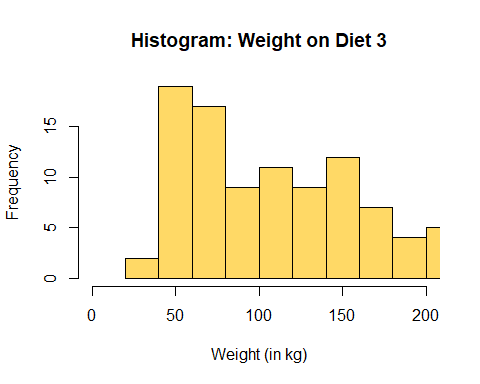 Histogram: Weight on Diet 3
Frequency
15
10
5
0
0 50 100 150 200
Weight (in kg)